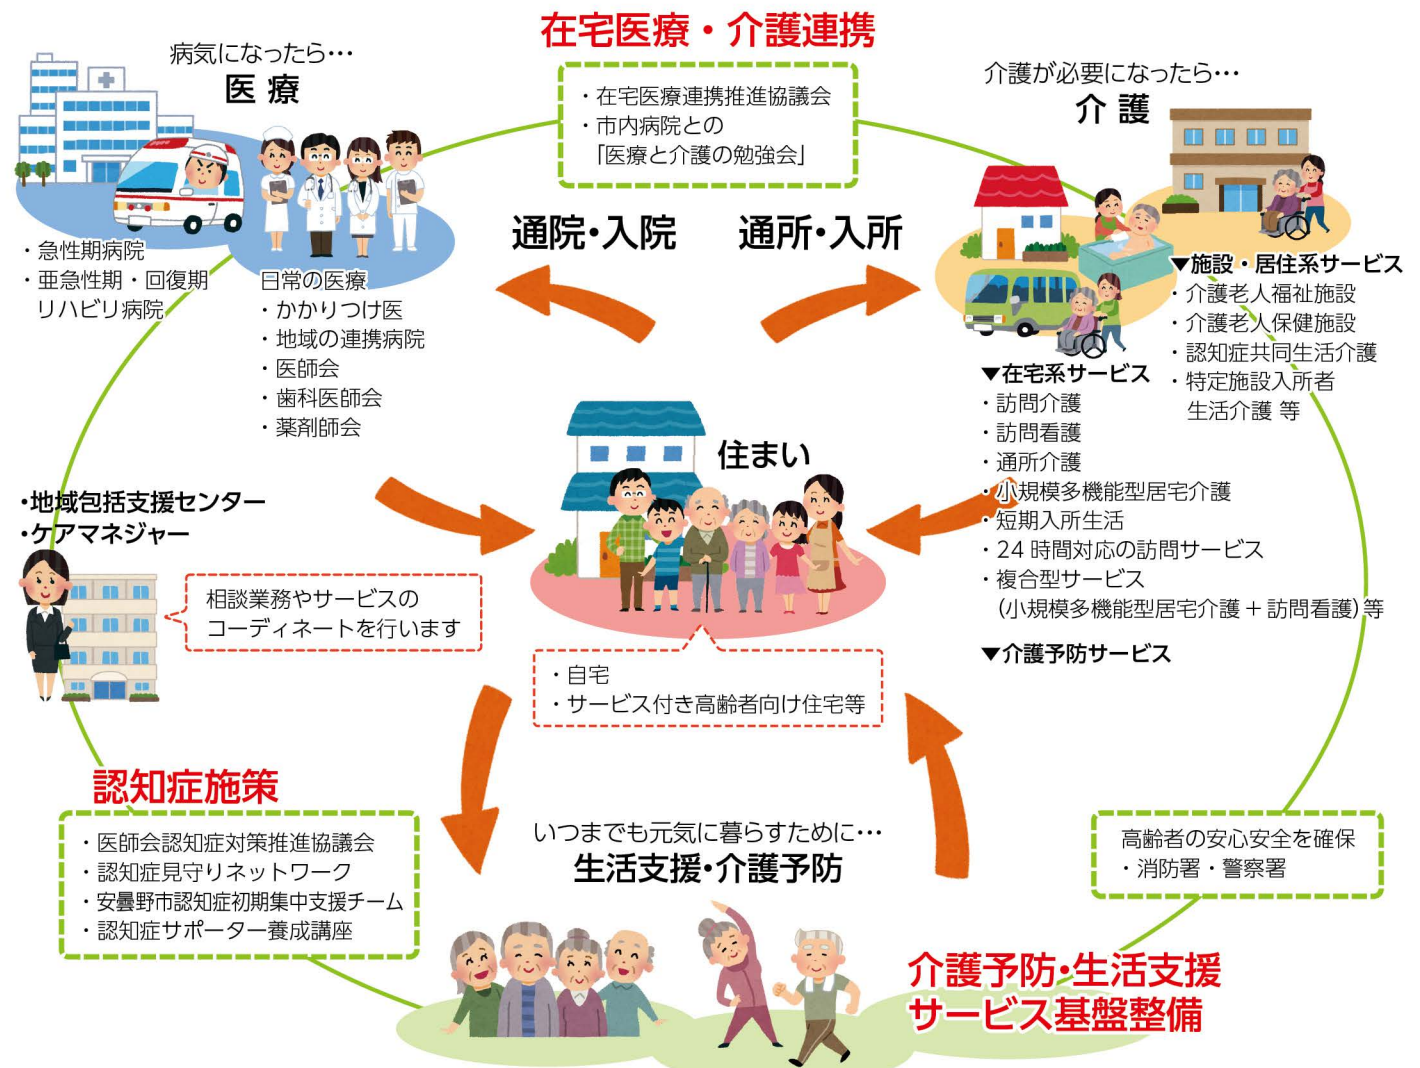 在宅医療・介護連携
・在宅医療連携推進協議会
・市内病院との
「医療と介護の勉強会」
病気になったら…
医療
・急性期病院
・亜急性期・回復期
リハビリ病院
日常の医療
・かかりつけ医
・地域の連携病院
・医師会
・歯科医師会
・薬剤師会
通院・入院
通所・入所
介護が必要になったら…
介護
▼施設・居住系サービス
・介護老人福祉施設
・介護老人保健施設
・認知症共同生活介護
・特定施設入所者
生活介護 等
▼在宅系サービス
・訪問介護
・訪問看護
・通所介護
・小規模多機能型居宅介護
・短期入所生活
・24時間対応の訪問サービス
・複合型サービス
(小規模多機能型居宅介護+訪問看護)等
▼介護予防サービス
住まい
・自宅
・サービス付き高齢者向け住宅等
・地域包括支援センター
・ケアマネジャー
相談業務やサービスの
コーディネートを行います
認知症施策
・医師会認知症対策推進協議会
・認知症見守りネットワーク
・安曇野市認知症初期集中支援チーム
・認知症サポーター養成講座
いつまでも元気に暮らすために…
生活支援・介護予防
高齢者の安心安全を確保
・消防署・警察署
介護予防・生活支援
サービス基盤整備